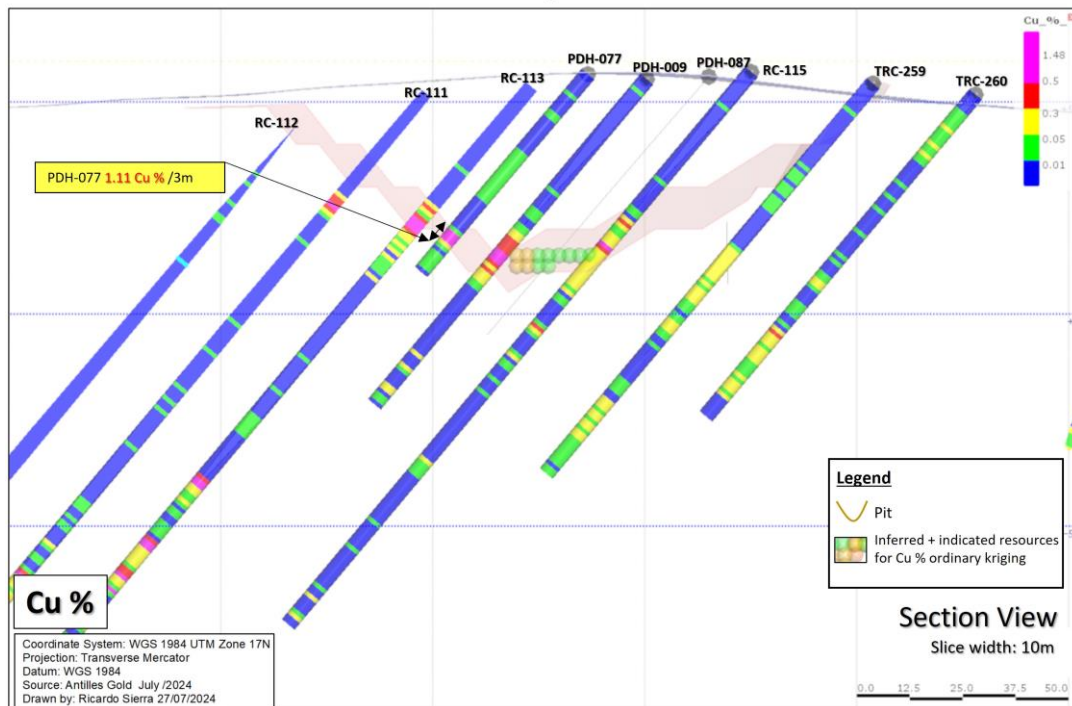 Cu_%_
1.48
0.5
0.3
0.05
0.01
PDH-077
PDH-009
PDH-087
RC-115
TRC-259
TRC-260
RC-113
RC-111
RC-112
PDH-077 1.11 Cu % /3m
Legend
Pit
Inferred + indicated resources
for Cu % ordinary kriging
Cu %
Section View
Slice width: 10m
Coordinate System: WGS 1984 UTM Zone 17N
Projection: Transverse Mercator
Datum: WGS 1984
Source: Antilles Gold July /2024
Drawn by: Ricardo Sierra 27/07/2024
0.0 12.5 25.0 37.5 50.0